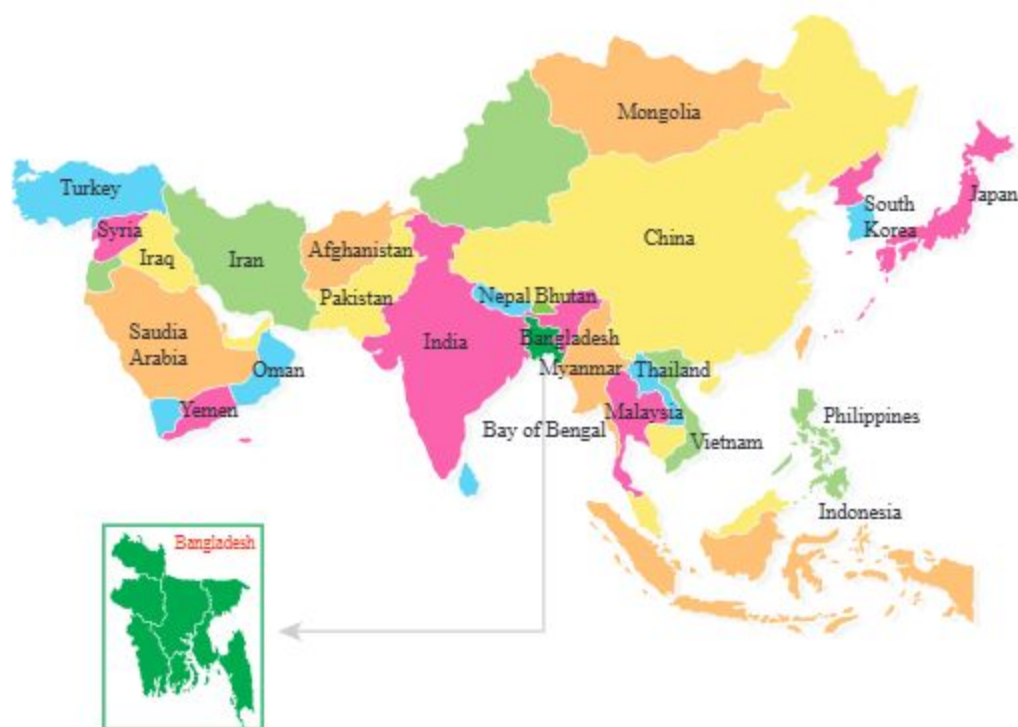 Mongolia
Turkey
South
Korea
Japan
Syria
Iraq
Iran
Afghanistan
China
Pakistan
Nepal Bhutan
Saudia
Arabia
India
Bangladesh
Oman
Myanmar
Thailand
Yemen
Malaysia
Philippines
Bay of Bengal
Vietnam
Indonesia
Bangladesh